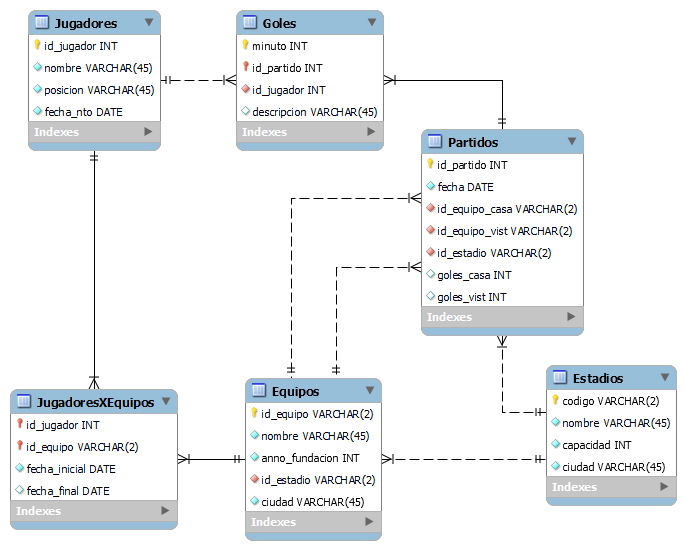 Jugadores
id_jugador INT
nombre VARCHAR(45)
posicion VARCHAR(45)
fecha_nto DATE
Indexes
Goles
minuto INT
id_partido INT
id_jugador INT
descripcion VARCHAR(45)
Indexes
Partidos
id_partido INT
fecha DATE
id_equipo_casa VARCHAR(2)
id_equipo_vist VARCHAR(2)
id_estadio VARCHAR(2)
goles_casa INT
goles_vist INT
Indexes
JugadoresXEquipos
id_jugador INT
id_equipo VARCHAR(2)
fecha_inicial DATE
fecha_final DATE
Indexes
Equipos
id_equipo VARCHAR(2)
nombre VARCHAR(45)
anno_fundacion INT
id_estadio VARCHAR(2)
ciudad VARCHAR(45)
Indexes
Estadios
codigo VARCHAR(2)
nombre VARCHAR(45)
capacidad INT
ciudad VARCHAR(45)
Indexes